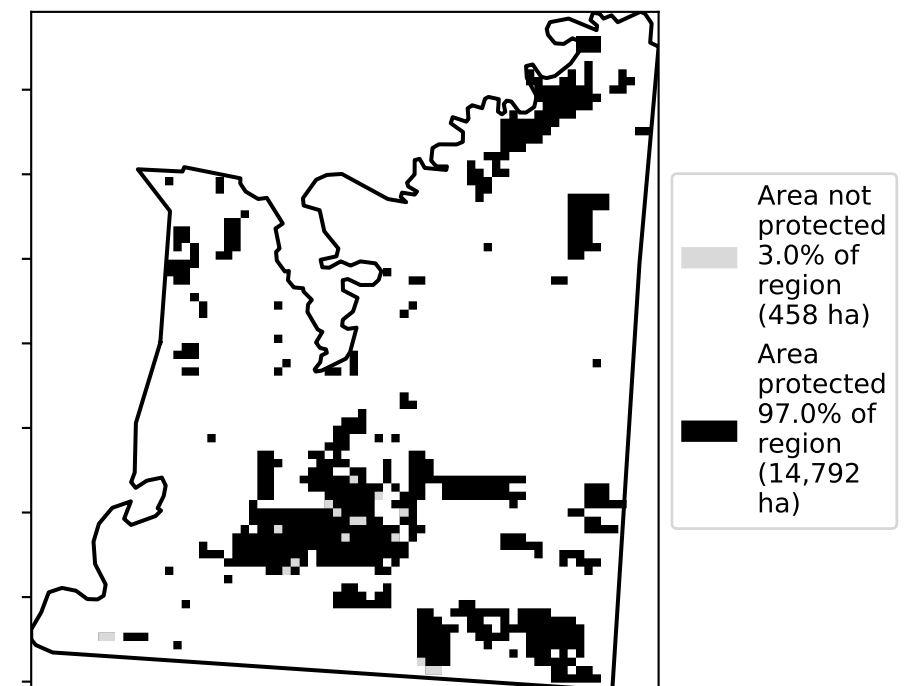 Area not
protected
3.0% of
region
(458 ha)
Area
protected
97.0% of
region
(14,792
ha)